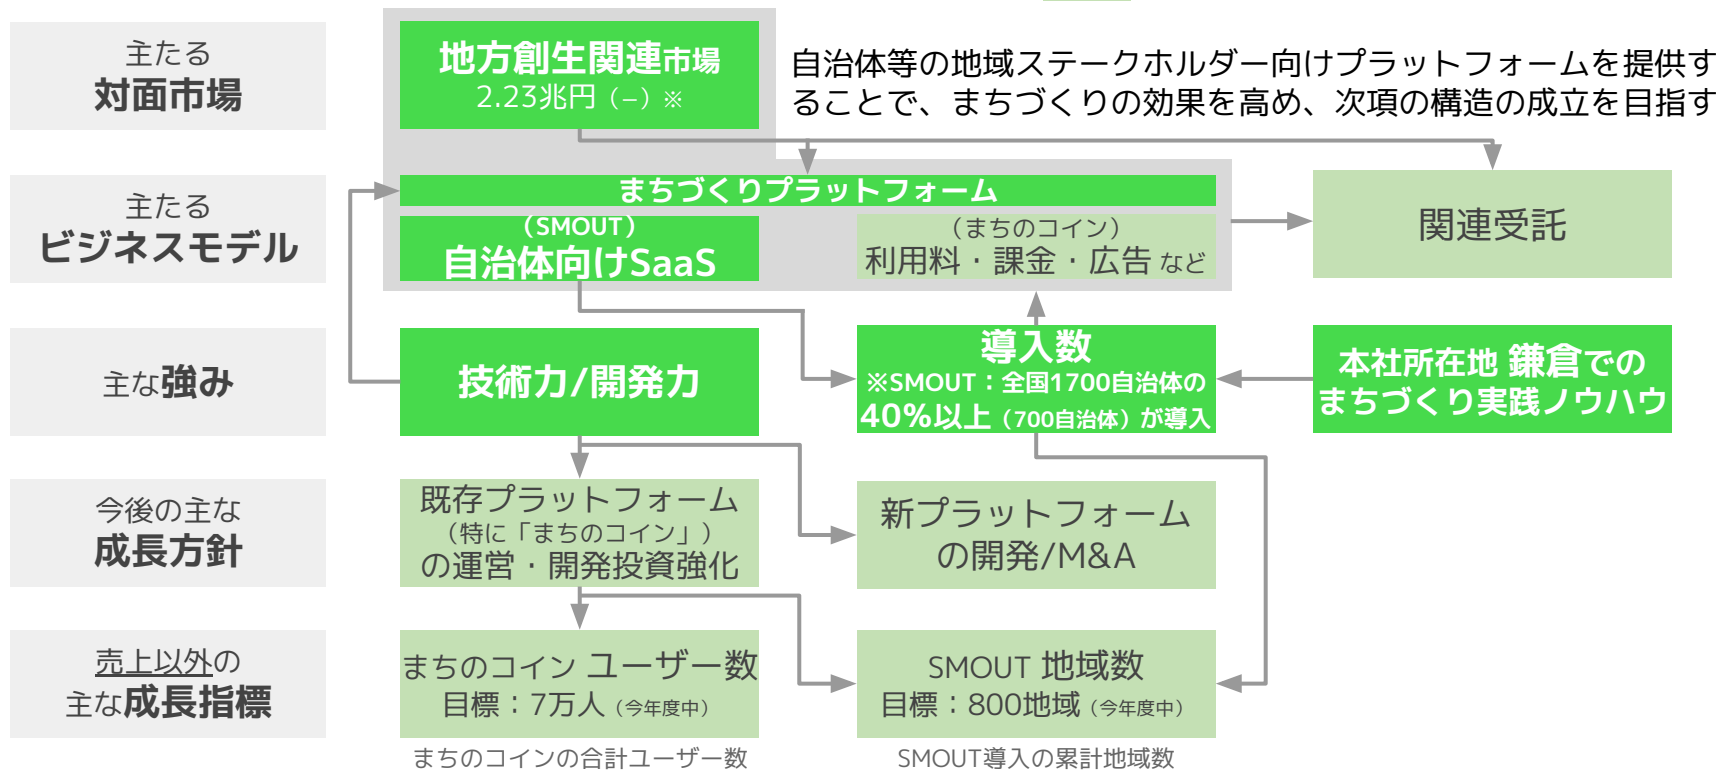 主たる
対面市場
地方創生関連市場
2.23兆円（–）※
自治体等の地域ステークホルダー向けプラットフォームを提供す
ることで、まちづくりの効果を高め、次項の構造の成立を目指す
主たる
ビジネスモデル
まちづくりプラットフォーム
（SMOUT）
自治体向けSaaS
（まちのコイン）
利用料・課金・広告 など
関連受託
主な強み
技術力/開発力
導入数
※SMOUT：全国1700自治体の
40%以上（700自治体）が導入
本社所在地 鎌倉での
まちづくり実践ノウハウ
今後の主な
成長方針
既存プラットフォーム
（特に「まちのコイン」）
の運営・開発投資強化
新プラットフォーム
の開発/M&A
売上以外の
主な成長指標
まちのコイン ユーザー数
目標：7万人（今年度中）
SMOUT 地域数
目標：800地域（今年度中）
まちのコインの合計ユーザー数
SMOUT導入の累計地域数